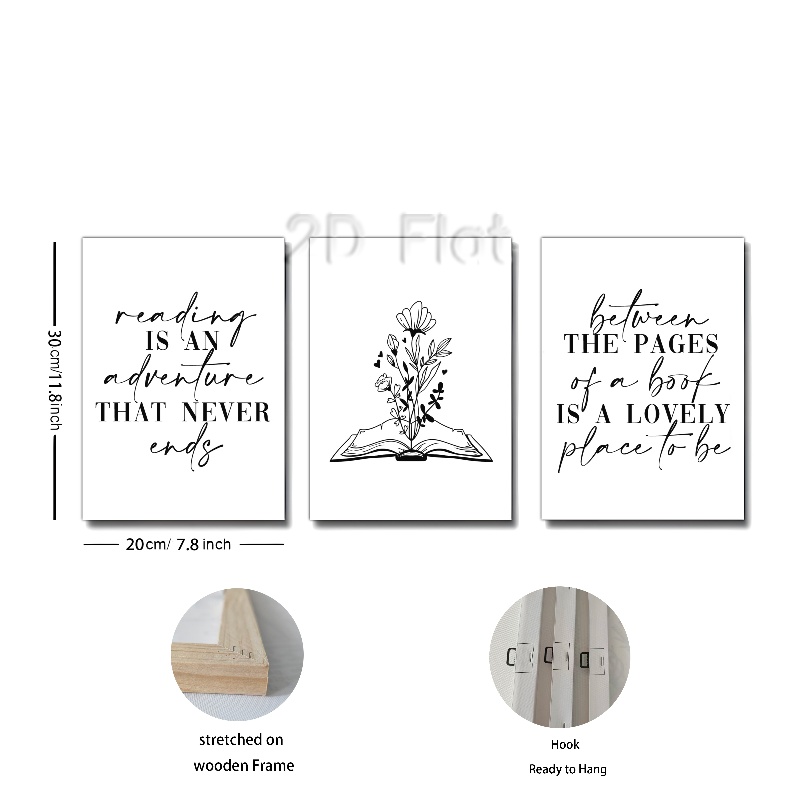 2D Flat
reading
IS AN
adventure
THAT NEVER
ends
between
THE PAGES
of a book
IS A LOVELY
place to be
30cm/11.8inch
20cm/ 7.8 inch
stretched on
wooden Frame
Hook
Ready to Hang